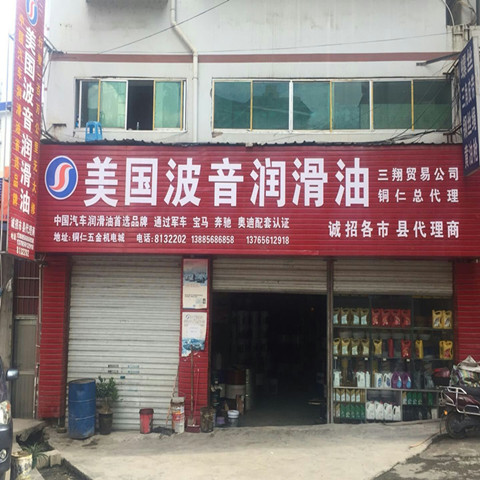 美国波音润滑油
三翔贸易公司
铜仁总代理
中国汽车润滑油首选品牌 通过军车 宝马 奔驰 奥迪配套认证
诚招各市县代理商
地址:铜仁五金机电城 电话:8132202 13885686858 13765612918
美国波音润滑油